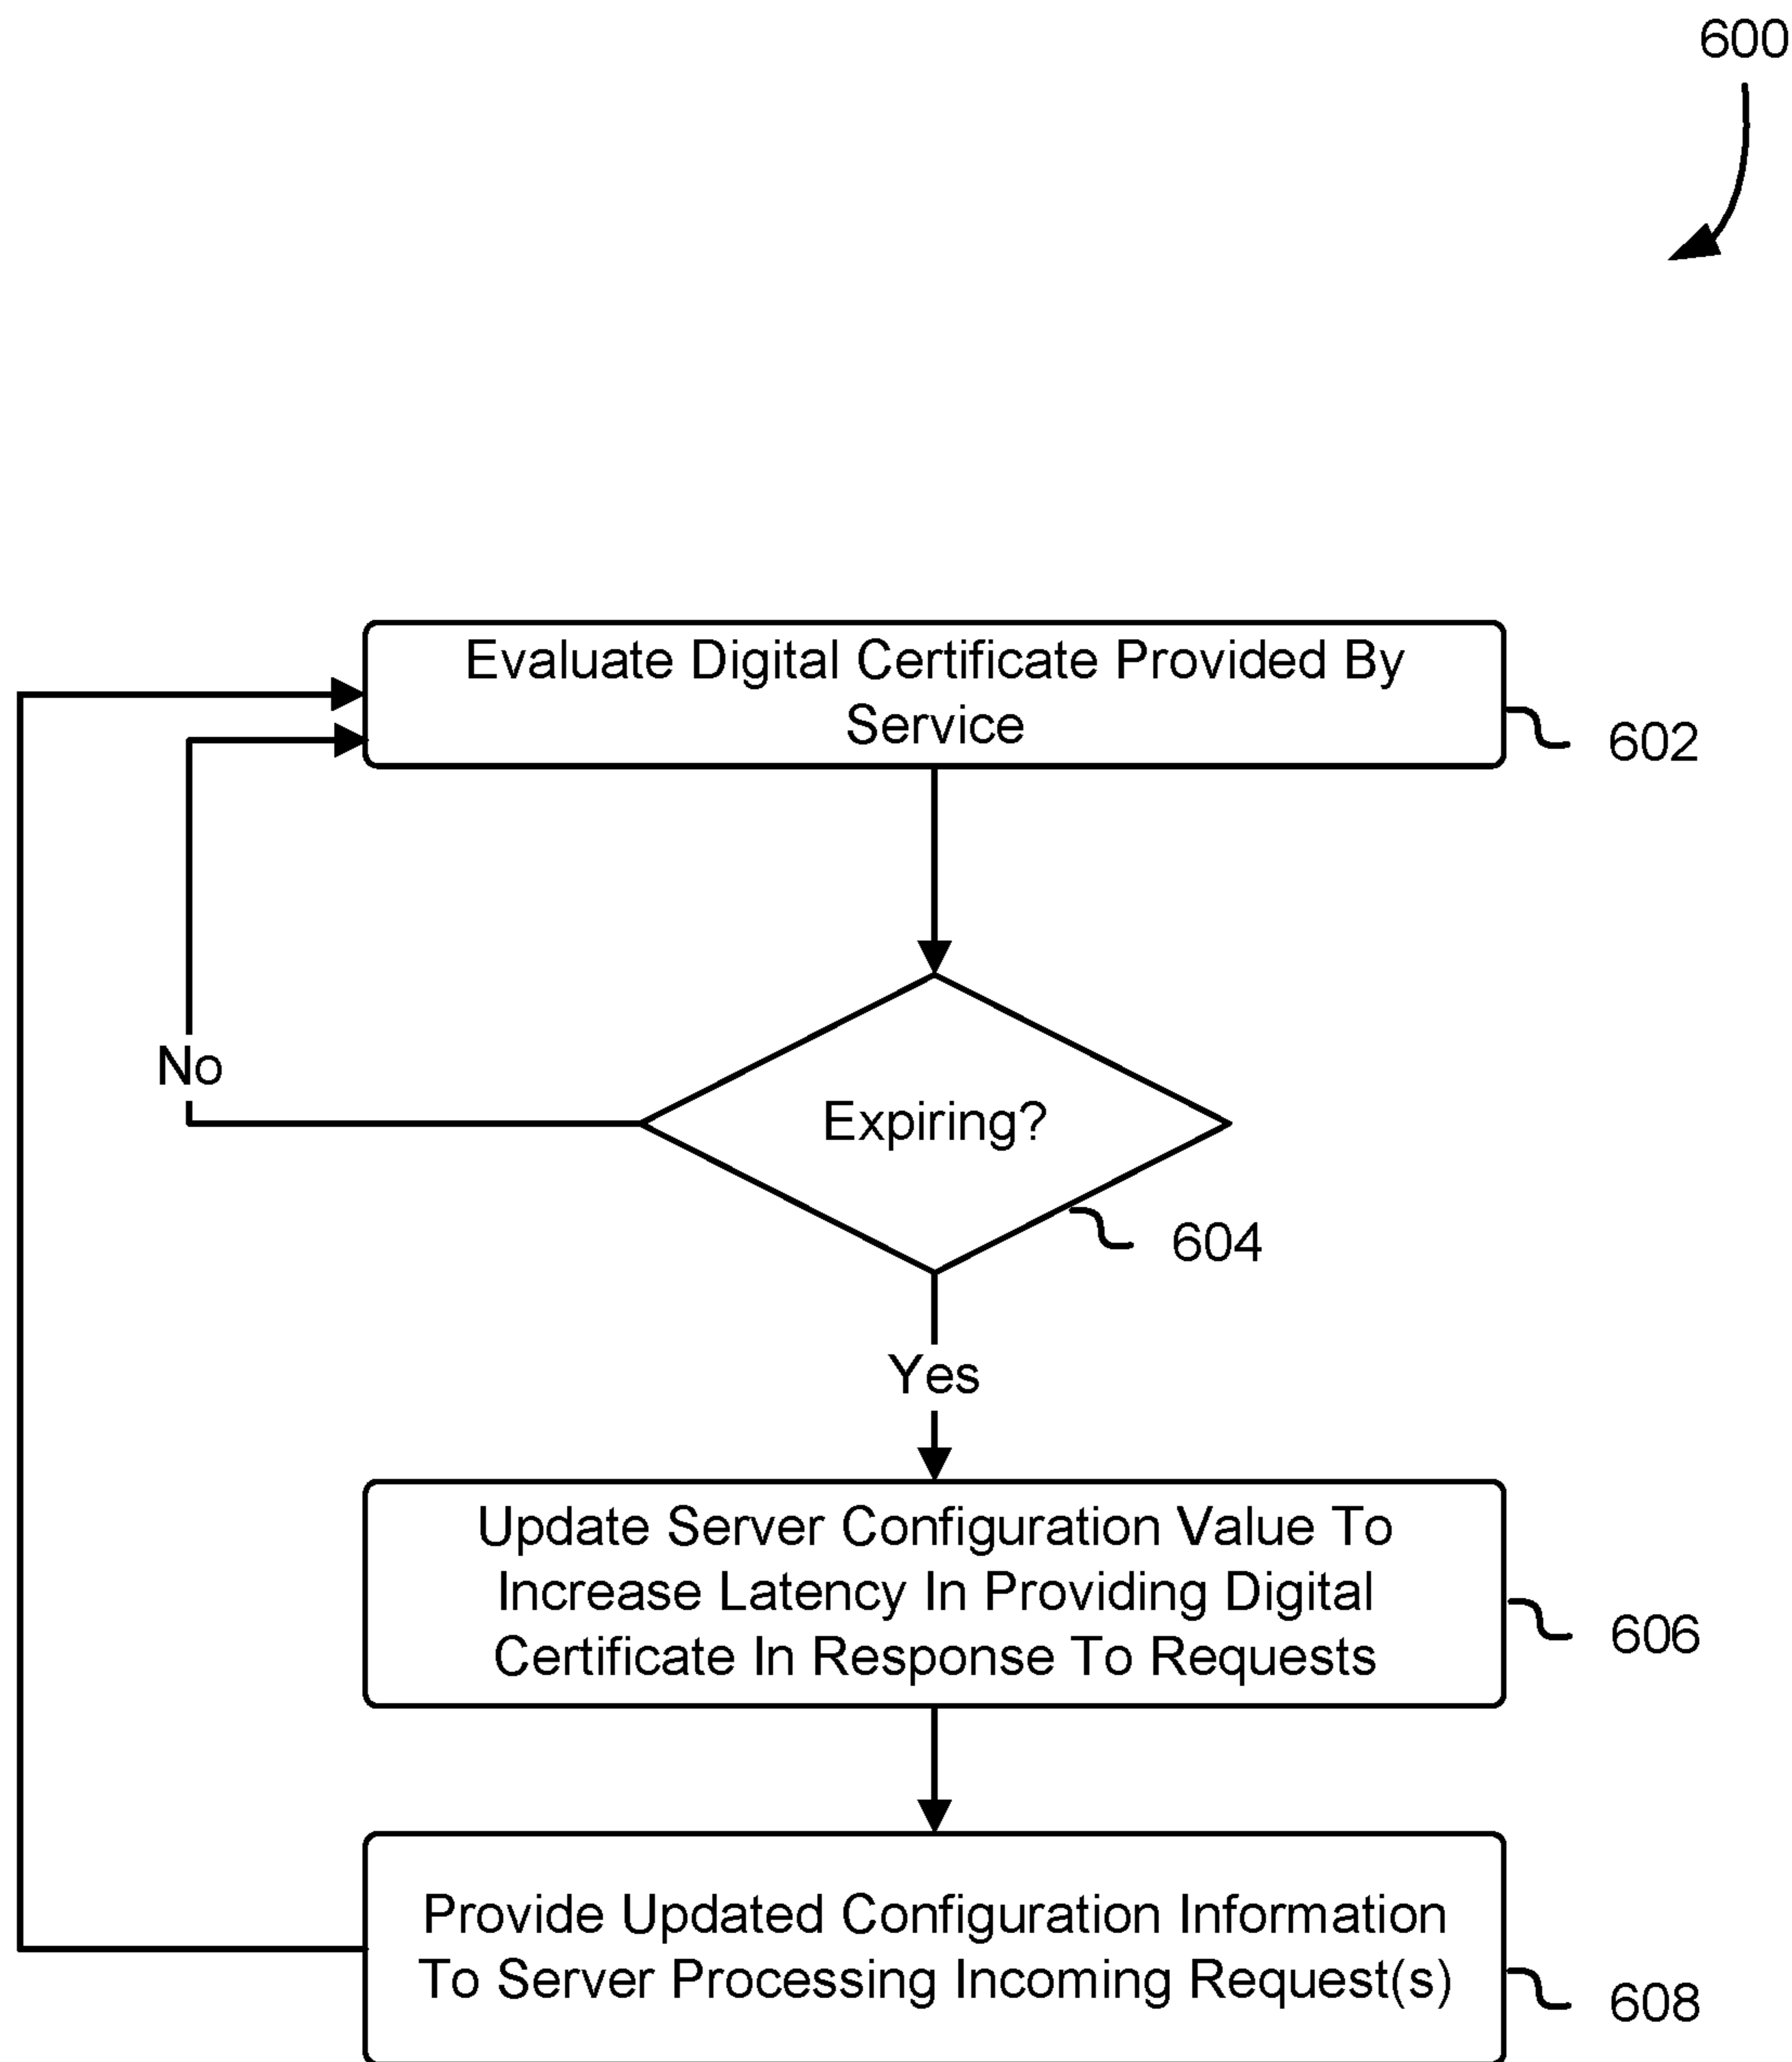 600
Evaluate Digital Certificate Provided By
Service
602
No
Expiring?
604
Yes
Update Server Configuration Value To
Increase Latency In Providing Digital
Certificate In Response To Requests
606
Provide Updated Configuration Information
To Server Processing Incoming Request(s)
608